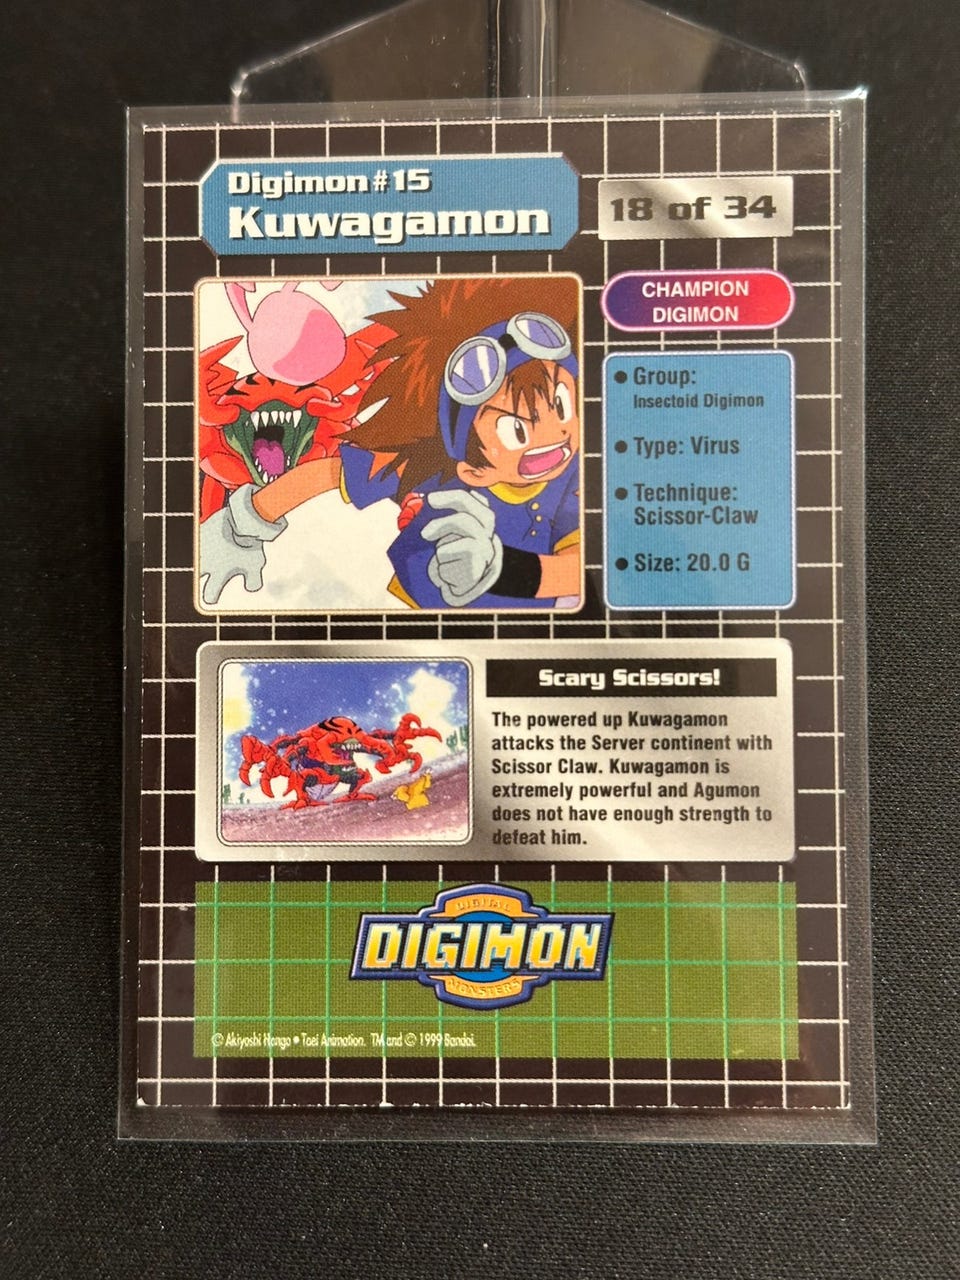 Digimon #15
Kuwagamon
18 of 34
CHAMPION
DIGIMON
● Group:
Insectoid Digimon
● Type: Virus
● Technique:
Scissor-Claw
● Size: 20.0 G
Scary Scissors!
The powered up Kuwagamon
attacks the Server continent with
Scissor Claw. Kuwagamon is
extremely powerful and Agumon
does not have enough strength to
defeat him.
DIGITAL
DIGIMON
MONSTERS
© Akiyoshi Hongo • Toei Animation. TM and © 1999 Bandai.